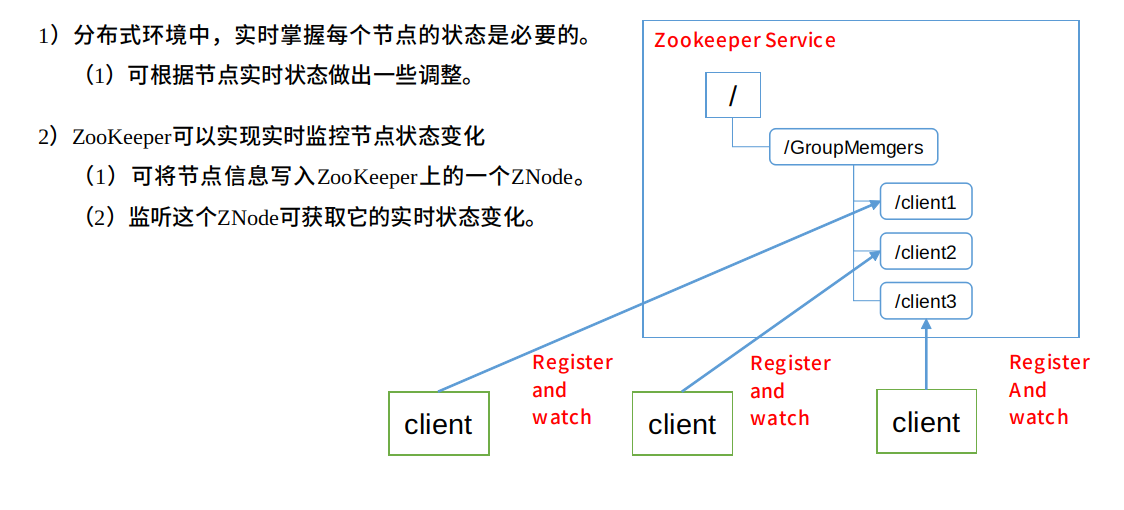 1）分布式环境中，实时掌握每个节点的状态是必要的。
（1）可根据节点实时状态做出一些调整。
2）ZooKeeper可以实现实时监控节点状态变化
（1）可将节点信息写入ZooKeeper上的一个ZNode。
（2）监听这个ZNode可获取它的实时状态变化。
Zookeeper Service
/
/GroupMemgers
/client1
/client2
/client3
Register
and
watch
Register
and
watch
Register
And
watch
client
client
client